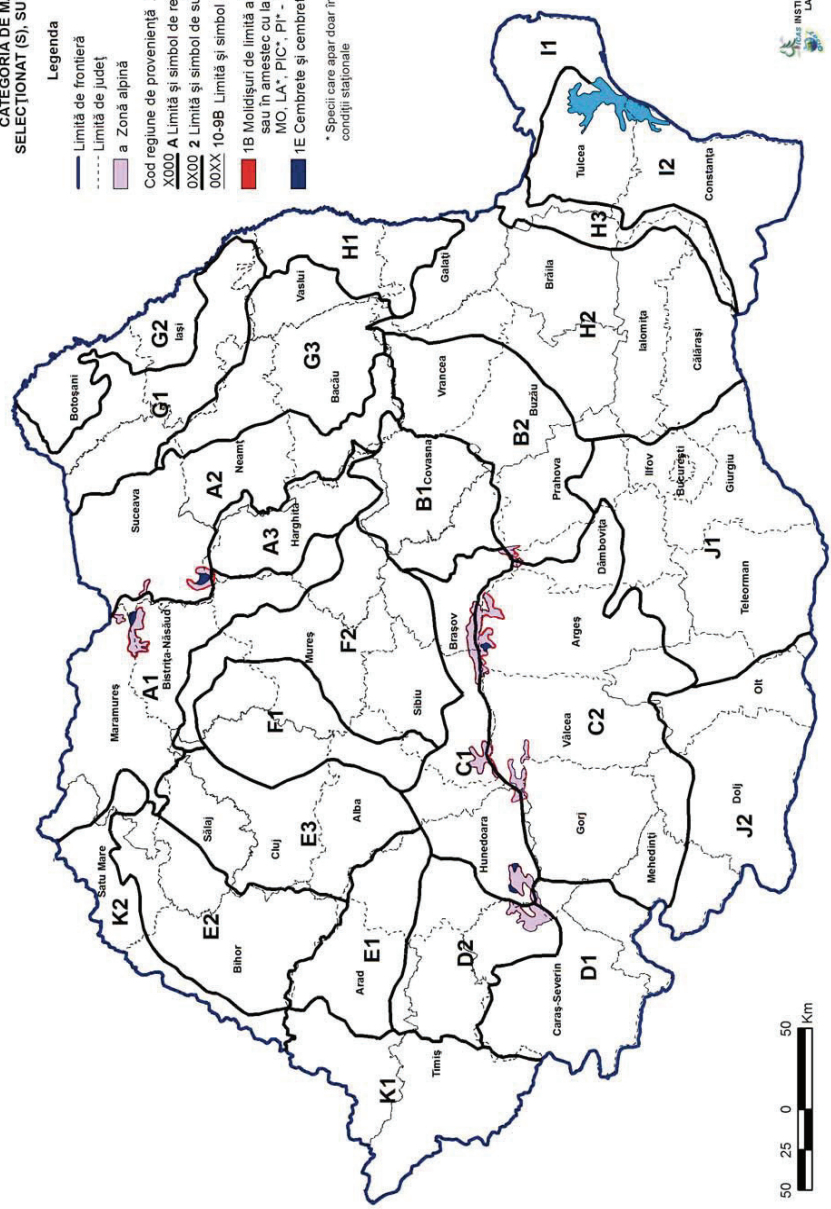 CATEGORIA DE M
SELECȚIONAT (S), SU
Legenda
Limită de frontieră
Limită de județ
a Zonă alpină
Cod regiune de proveniență
X000 A Limită și simbol de re
0X00 2 Limită și simbol de su
00XX 10-9B Limită și simbol
1B Molidișuri de limită a
sau în amestec cu la
MO, LA*, PIC*, PI* -
1E Cembrete și cembret
* Specii care apar doar în
condiții staționale
Botoșani
G2
Iași
G1
Suceava
Maramureș
A1
Bistrița-Năsăud
A2
Neamț
A3
Harghita
G3
Bacău
Vaslui
H1
Galați
Satu Mare
K2
Sălaj
E2
Bihor
Cluj
E3
Alba
F1
Mureș
F2
Sibiu
Brașov
B1
Covasna
Vrancea
B2
Buzău
Prahova
Brăila
H2
H3
Tulcea
I1
I2
Constanța
Ialomița
Călărași
Arad
E1
K1
Timiș
D2
Hunedoara
C1
Caraș-Severin
D1
Gorj
Vâlcea
C2
Argeș
Dâmbovița
Ilfov
București
Giurgiu
J1
Teleorman
Mehedinți
Dolj
J2
Olt
50 25 0 50
Km
INSTI
LA